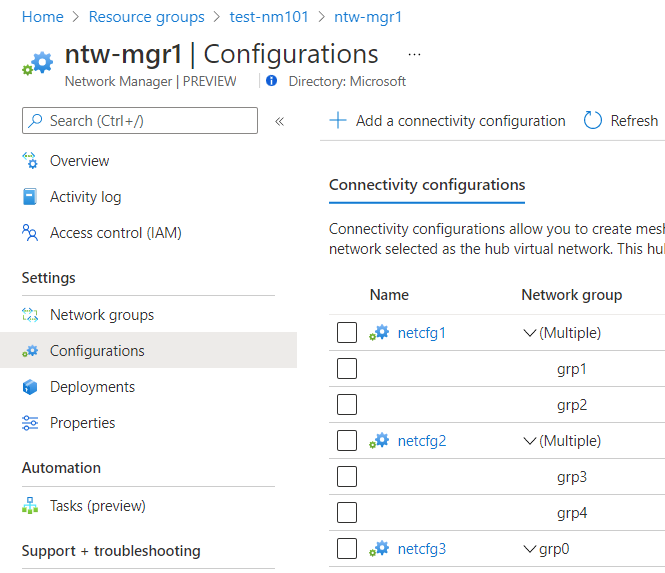 Home > Resource groups > test-nm101 > ntw-mgr1
ntw-mgr1 | Configurations ...
Network Manager | PREVIEW Directory: Microsoft
Search (Ctrl+/) «
Add a connectivity configuration Refresh
Overview
Activity log
Access control (IAM)
Settings
Network groups
Configurations
Deployments
Properties
Automation
Tasks (preview)
Support + troubleshooting
Connectivity configurations
Connectivity configurations allow you to create mesh
network selected as the hub virtual network. This hu
Name Network group
netcfg1 (Multiple)
grp1
grp2
netcfg2 (Multiple)
grp3
grp4
netcfg3 grp0